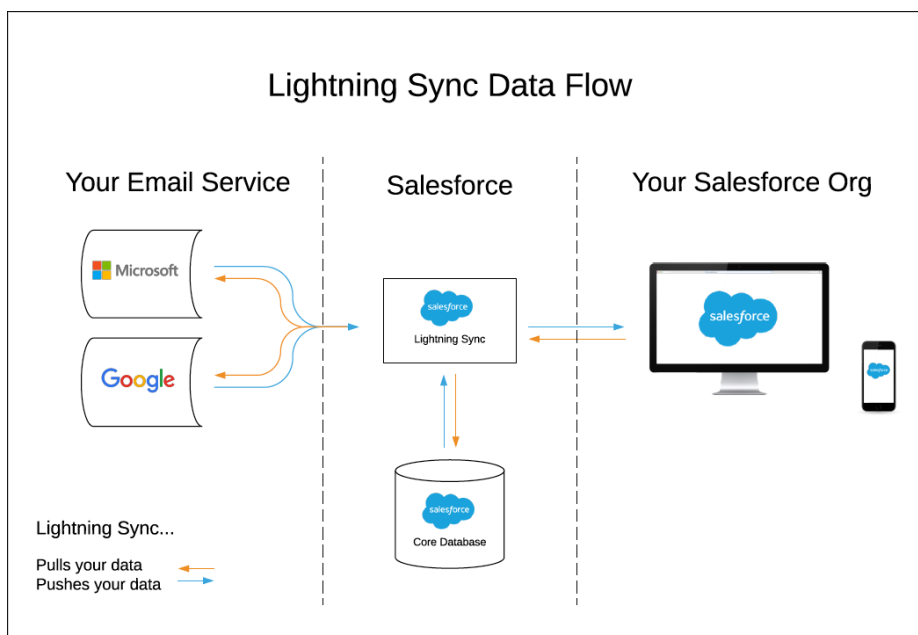 Lightning Sync Data Flow
Your Email Service
Salesforce
Your Salesforce Org
Microsoft
Google
salesforce
Lightning Sync
salesforce
salesforce
salesforce
Core Database
Lightning Sync...
Pulls your data
Pushes your data